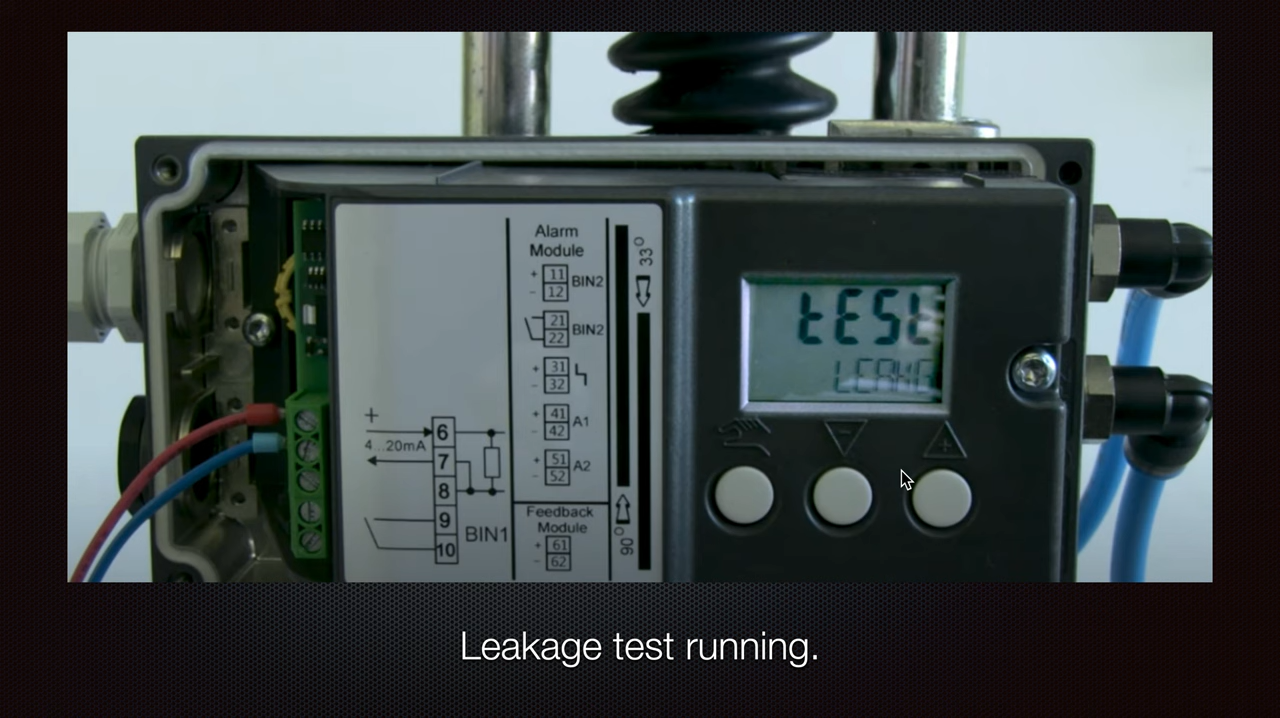 Alarm
Module
+ 11 BIN2
- 12
21 BIN2
22
+ 31
- 32
+ 41 A1
- 42
+ 51 A2
- 52
Feedback
Module
+ 61
- 62
+
4...20mA
6
7
8
9
10
BIN1
33°
90°
tESt
LEAKG
- +
Leakage test running.